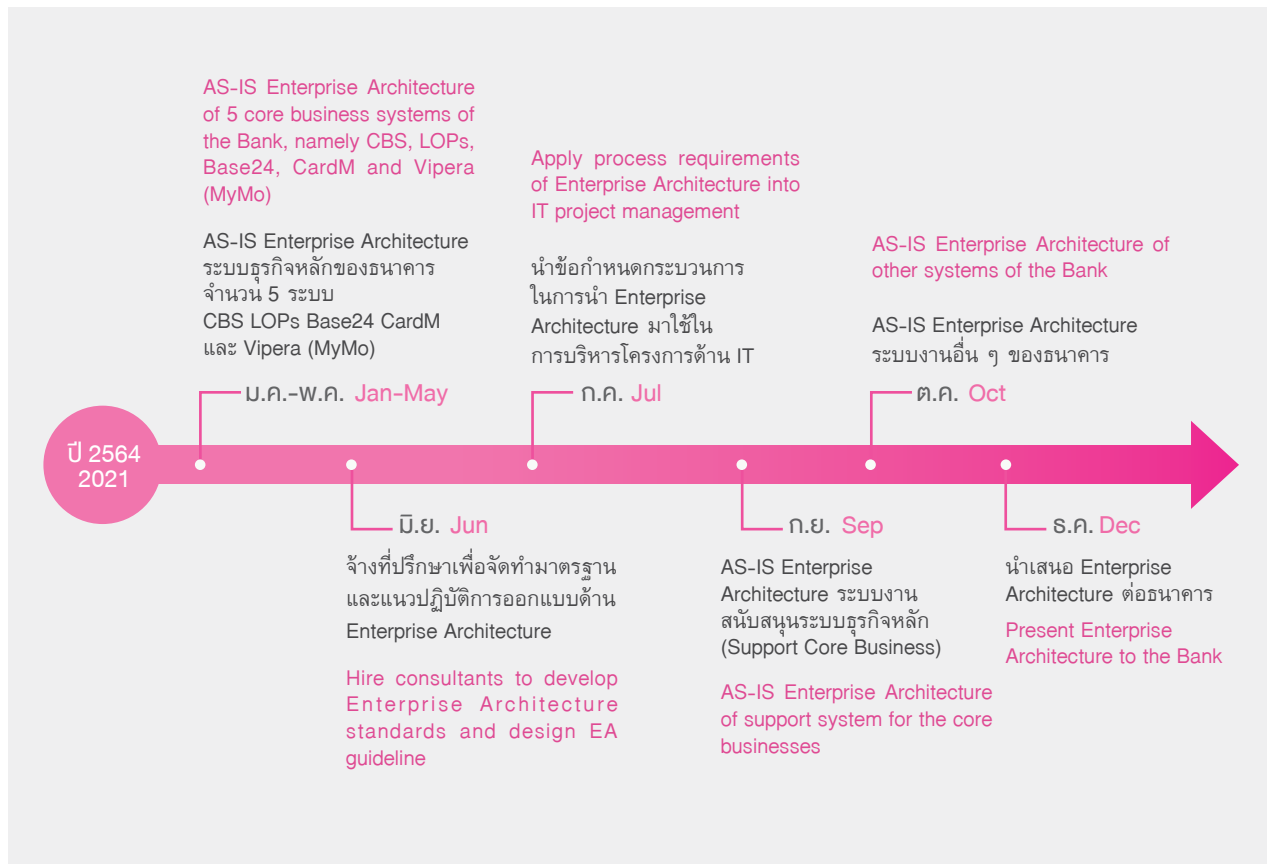 AS-IS Enterprise Architecture
of 5 core business systems of
the Bank, namely CBS, LOPs,
Base24, CardM and Vipera
(MyMo)
AS-IS Enterprise Architecture
ระบบธุรกิจหลักของธนาคาร
จำนวน 5 ระบบ
CBS LOPs Base24 CardM
และ Vipera (MyMo)
ม.ค.-พ.ค. Jan-May
Apply process requirements
of Enterprise Architecture into
IT project management
นำข้อกำหนดกระบวนการ
ในการนำ Enterprise
Architecture มาใช้ใน
การบริหารโครงการด้าน IT
ก.ค. Jul
AS-IS Enterprise Architecture of
other systems of the Bank
AS-IS Enterprise Architecture
ระบบงานอื่น ๆ ของธนาคาร
ต.ค. Oct
ปี 2564
2021
มิ.ย. Jun
จ้างที่ปรึกษาเพื่อจัดทำมาตรฐาน
และแนวปฏิบัติการออกแบบด้าน
Enterprise Architecture
Hire consultants to develop
Enterprise Architecture
standards and design EA
guideline
ก.ย. Sep
AS-IS Enterprise
Architecture ระบบงาน
สนับสนุนระบบธุรกิจหลัก
(Support Core Business)
AS-IS Enterprise Architecture
of support system for the core
businesses
ธ.ค. Dec
นำเสนอ Enterprise
Architecture ต่อธนาคาร
Present Enterprise
Architecture to the Bank